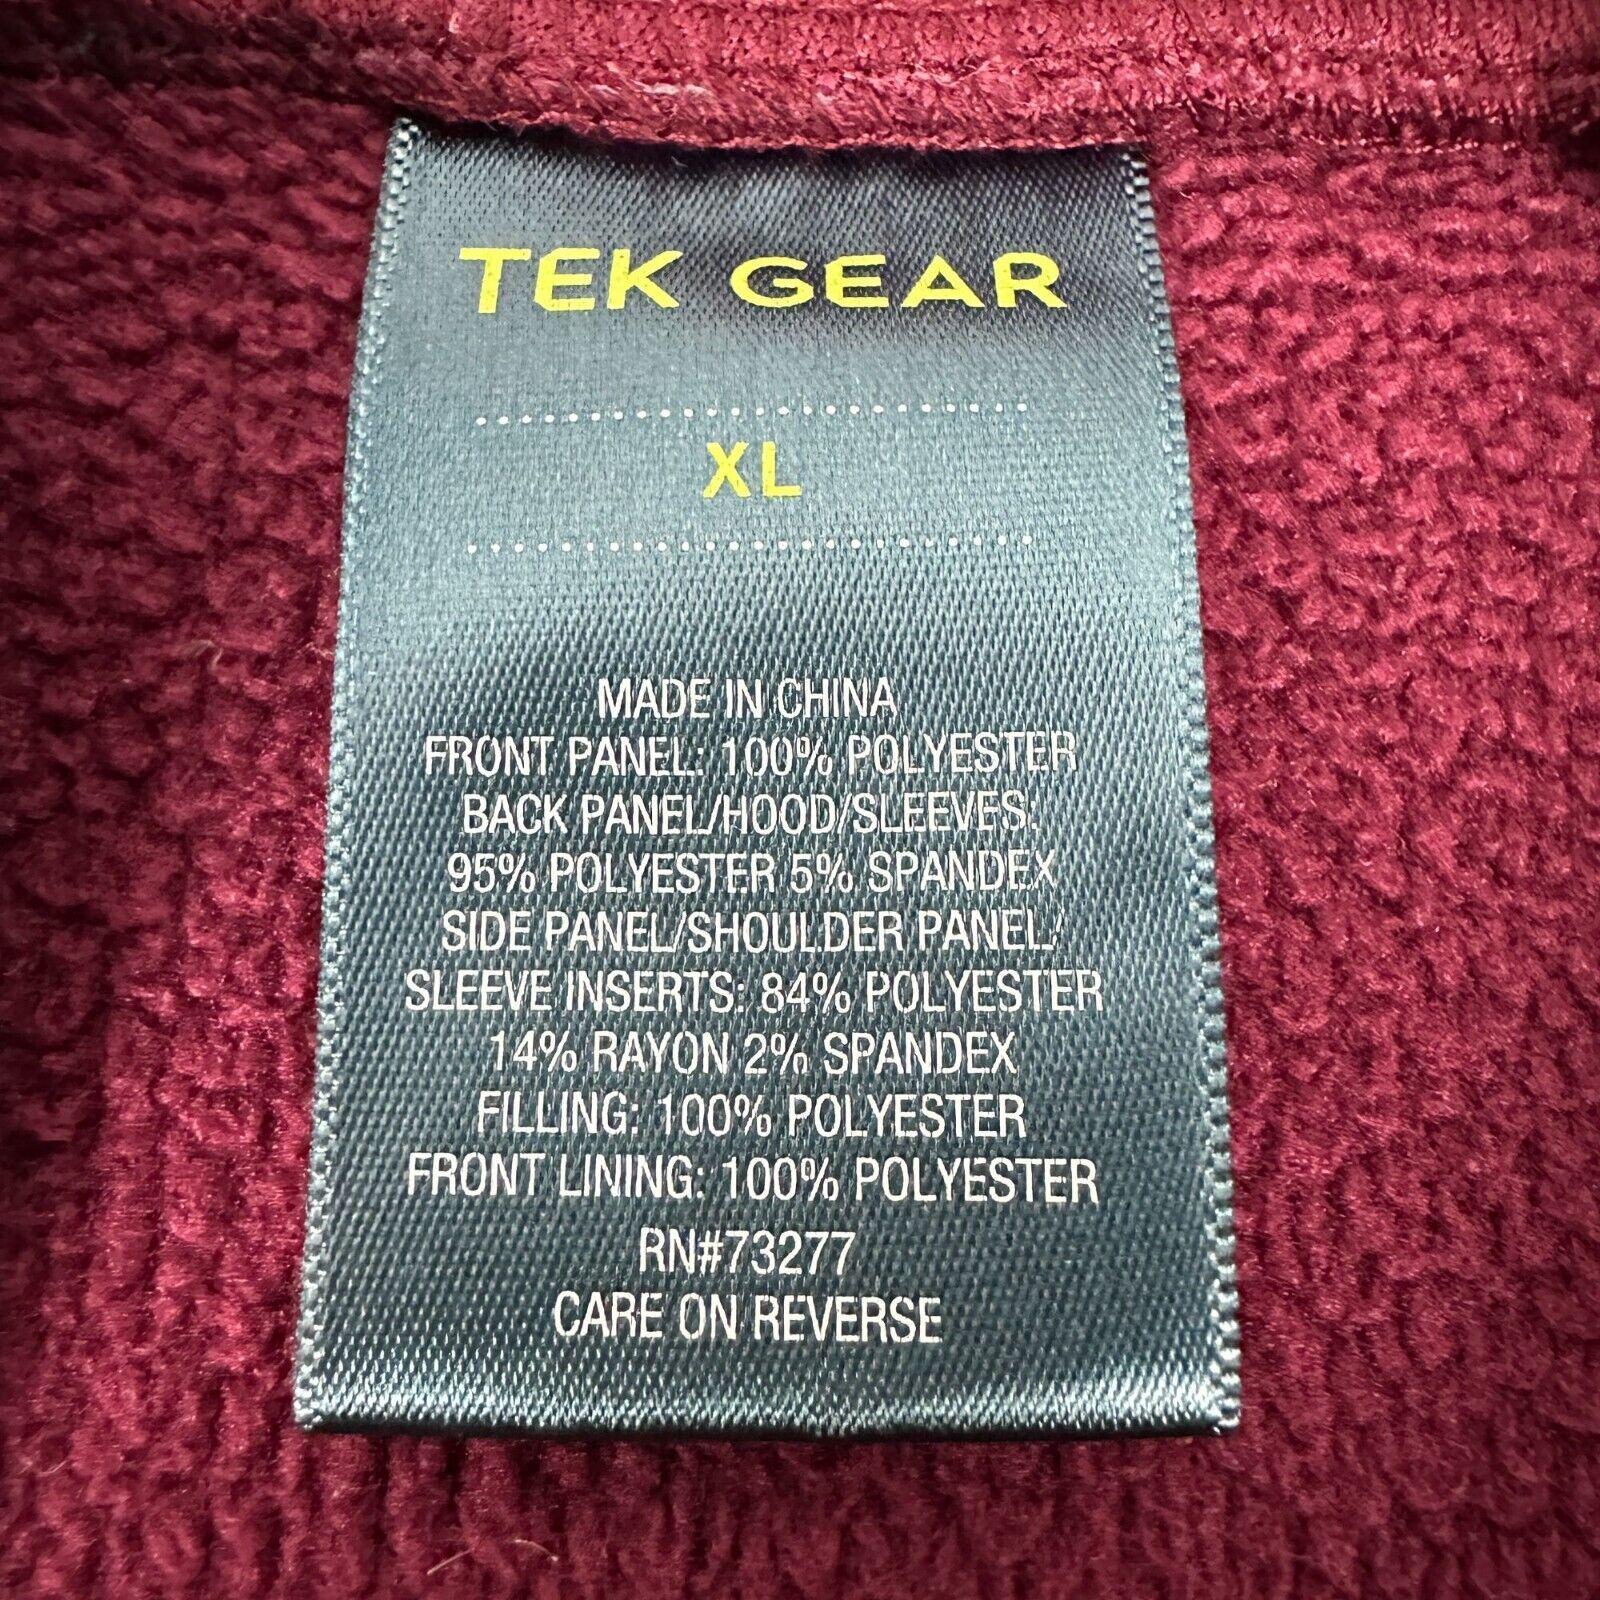 TEK GEAR
XL
MADE IN CHINA
FRONT PANEL: 100% POLYESTER
BACK PANEL/HOOD/SLEEVES:
95% POLYESTER 5% SPANDEX
SIDE PANEL/SHOULDER PANEL/
SLEEVE INSERTS: 84% POLYESTER
14% RAYON 2% SPANDEX
FILLING: 100% POLYESTER
FRONT LINING: 100% POLYESTER
RN#73277
CARE ON REVERSE